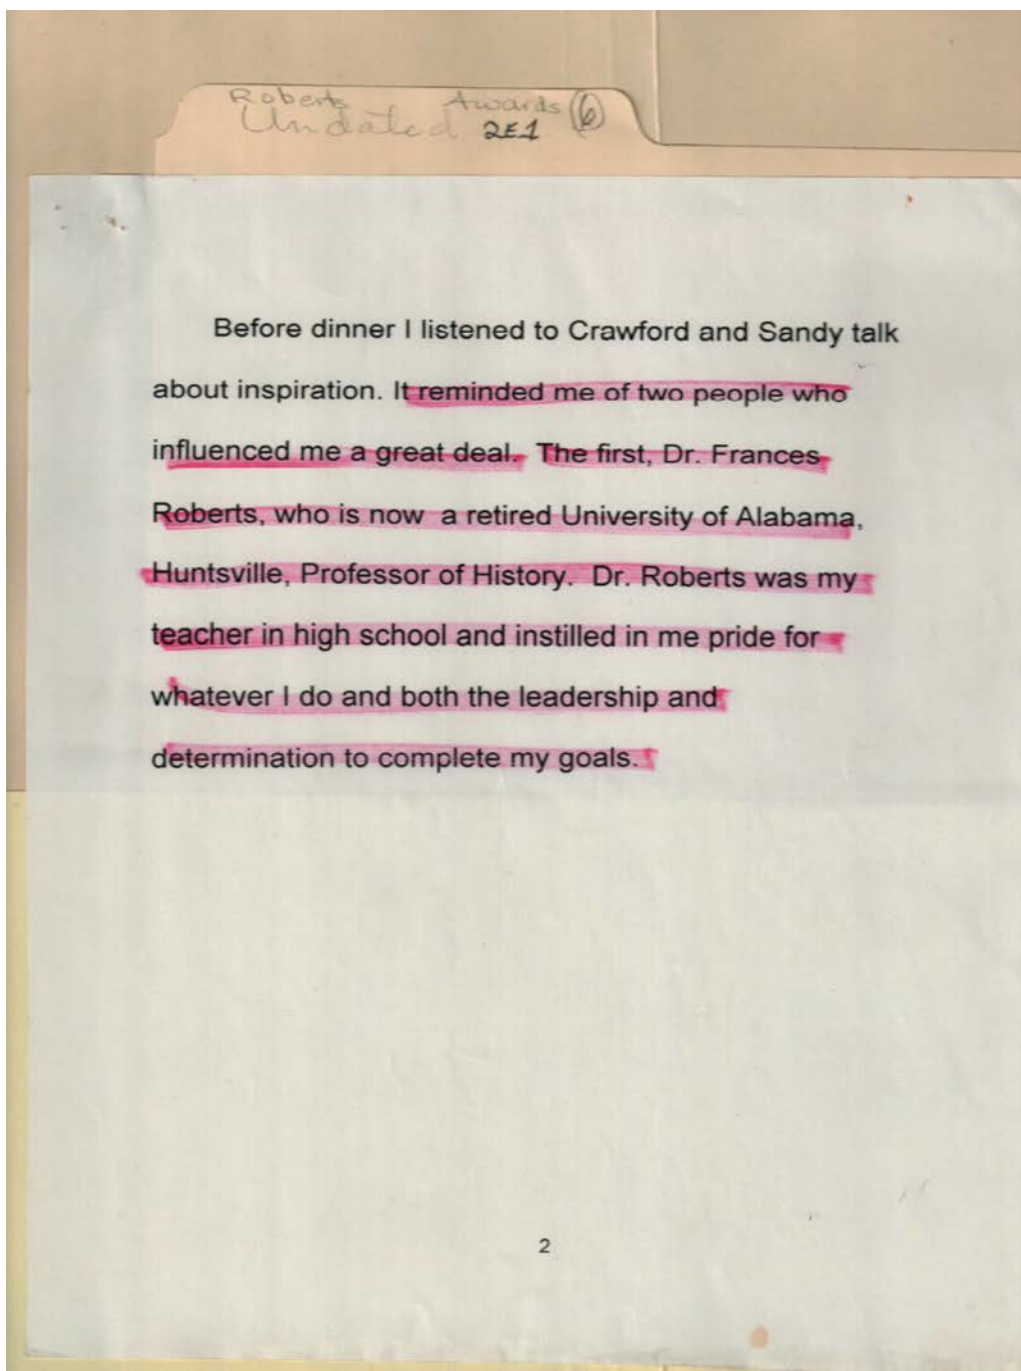 Roberts Awards (6)
Undated 2E1
Before dinner I listened to Crawford and Sandy talk
about inspiration. It reminded me of two people who
influenced me a great deal. The first, Dr. Frances
Roberts, who is now a retired University of Alabama,
Huntsville, Professor of History. Dr. Roberts was my
teacher in high school and instilled in me pride for
whatever I do and both the leadership and
determination to complete my goals.
2